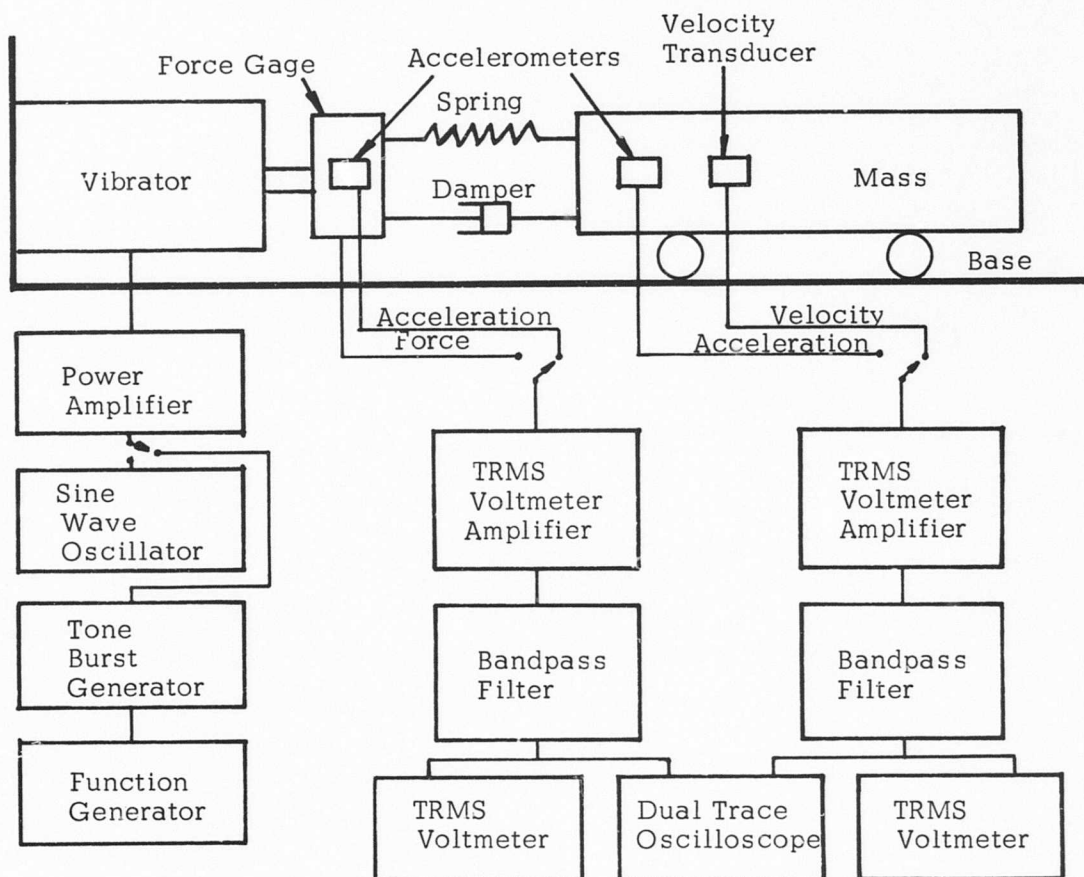 Velocity
Transducer
Force Gage
Accelerometers
Spring
Vibrator
Damper
Mass
Base
Acceleration
Force
Velocity
Acceleration
Power
Amplifier
Sine
Wave
Oscillator
TRMS
Voltmeter
Amplifier
TRMS
Voltmeter
Amplifier
Tone
Burst
Generator
Bandpass
Filter
Bandpass
Filter
Function
Generator
TRMS
Voltmeter
Dual Trace
Oscilloscope
TRMS
Voltmeter